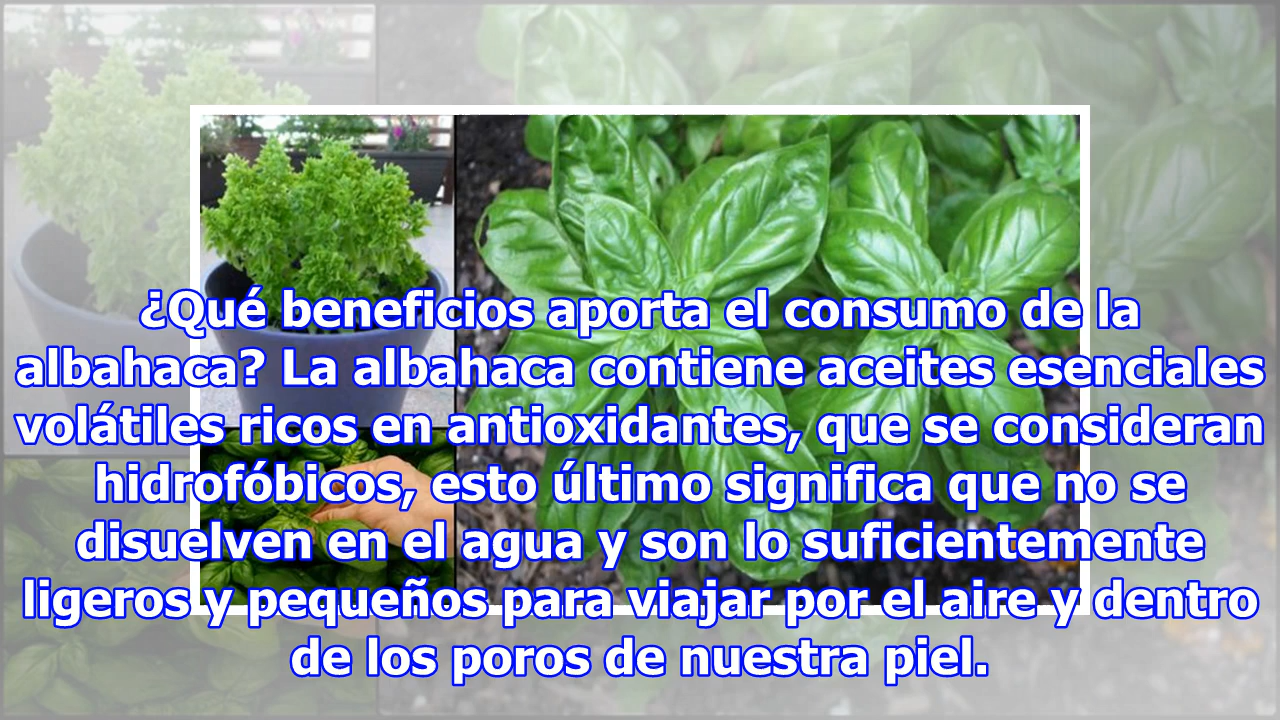 ¿Qué beneficios aporta el consumo de la
albahaca? La albahaca contiene aceites esenciales
volátiles ricos en antioxidantes, que se consideran
hidrofóbicos, esto último significa que no se
disuelven en el agua y son lo suficientemente
ligeros y pequeños para viajar por el aire y dentro
de los poros de nuestra piel.